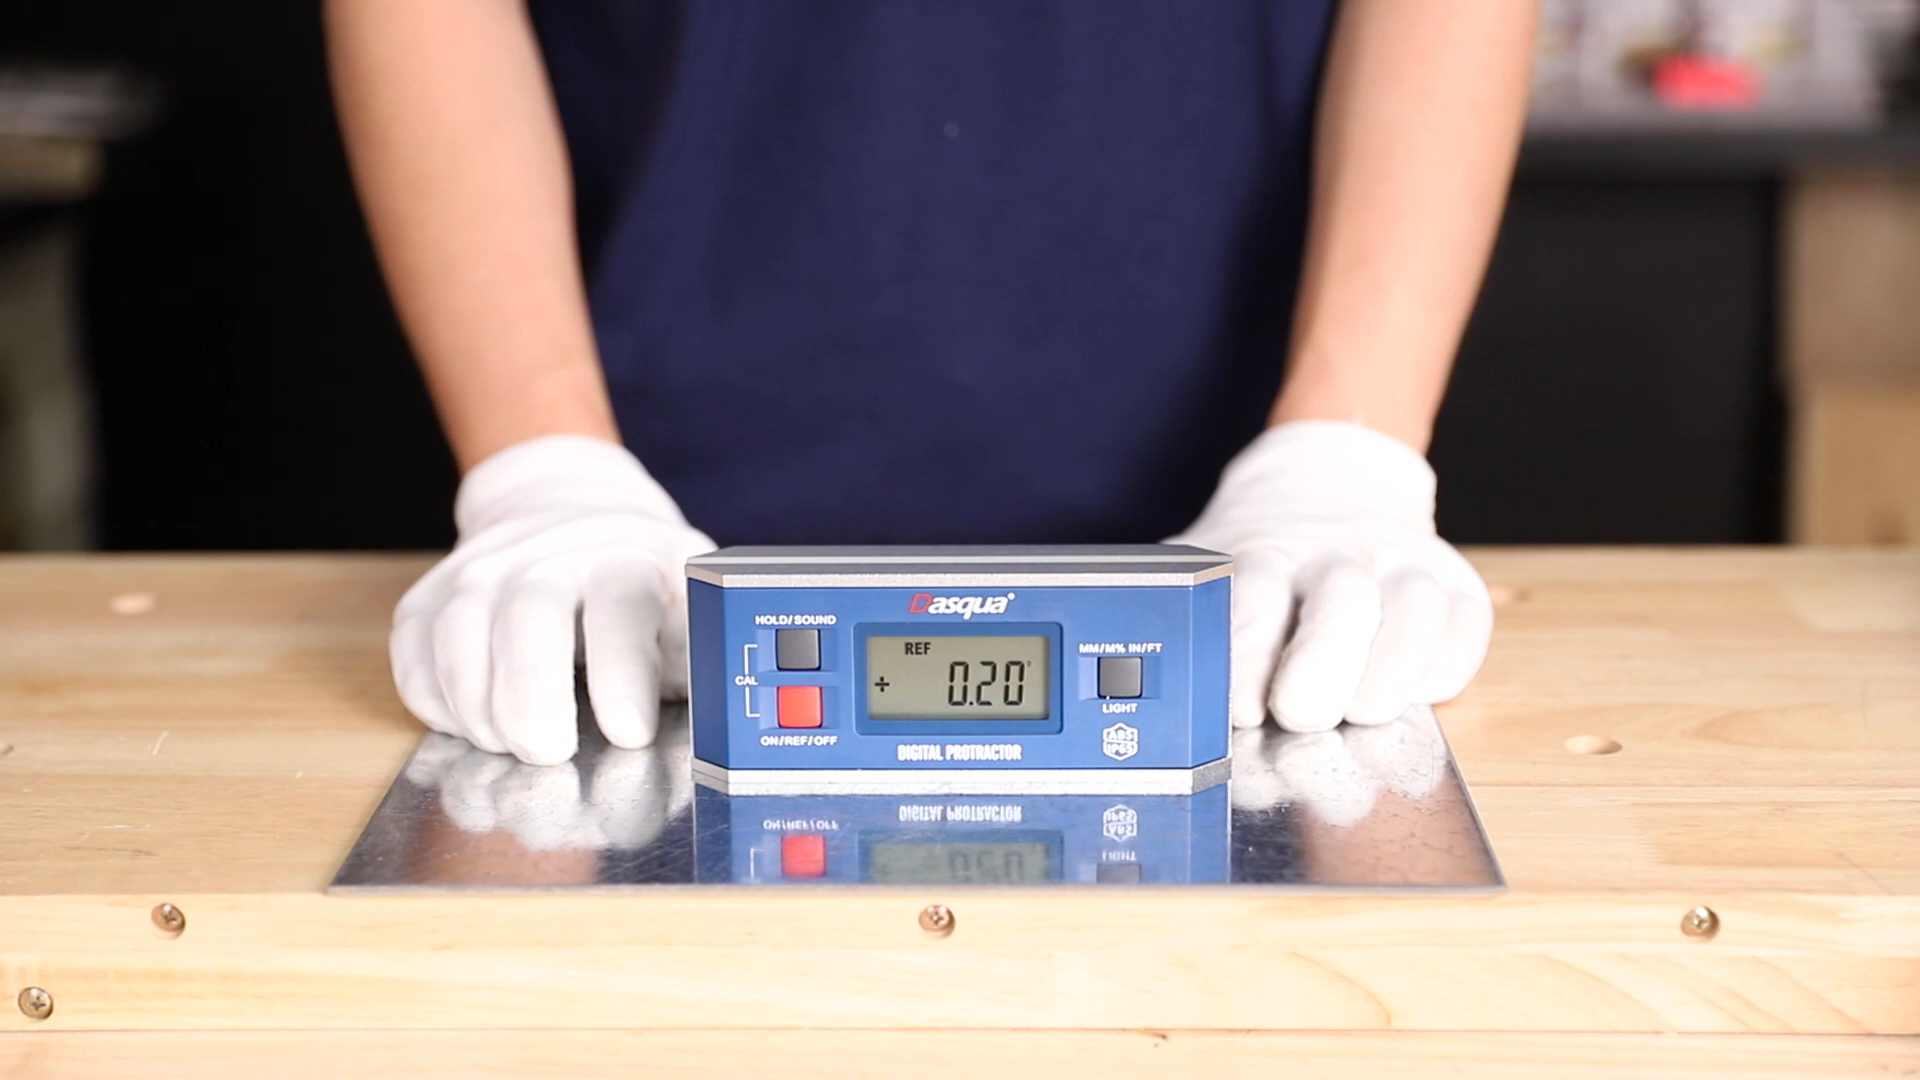 Dasqua®
HOLD/SOUND
CAL
ON/REF/OFF
REF
+ 0.20°
MM/M% IN/FT
LIGHT
ABS
IP65
DIGITAL PROTRACTOR